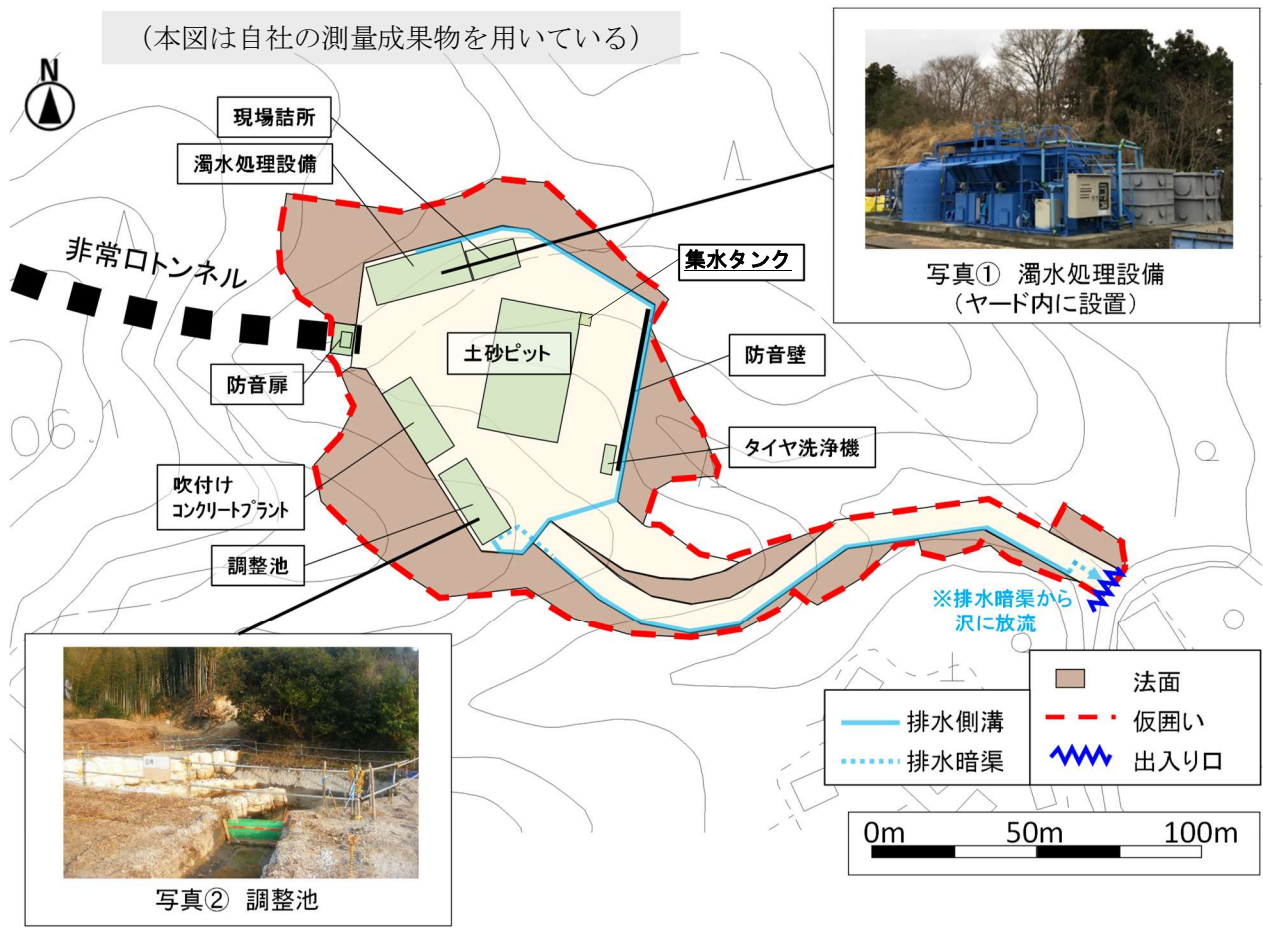 （本図は自社の測量成果物を用いている）
N
現場詰所
濁水処理設備
非常口トンネル
集水タンク
写真① 濁水処理設備
（ヤード内に設置）
土砂ピット
防音壁
防音扉
タイヤ洗浄機
吹付け
コンクリートプラント
調整池
※排水暗渠から
沢に放流
写真② 調整池
排水側溝
排水暗渠
法面
仮囲い
出入り口
0m 50m 100m